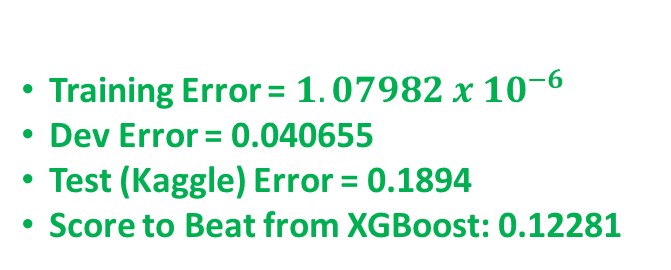 • Training Error = 1.07982 x 10⁻⁶
• Dev Error = 0.040655
• Test (Kaggle) Error = 0.1894
• Score to Beat from XGBoost: 0.12281